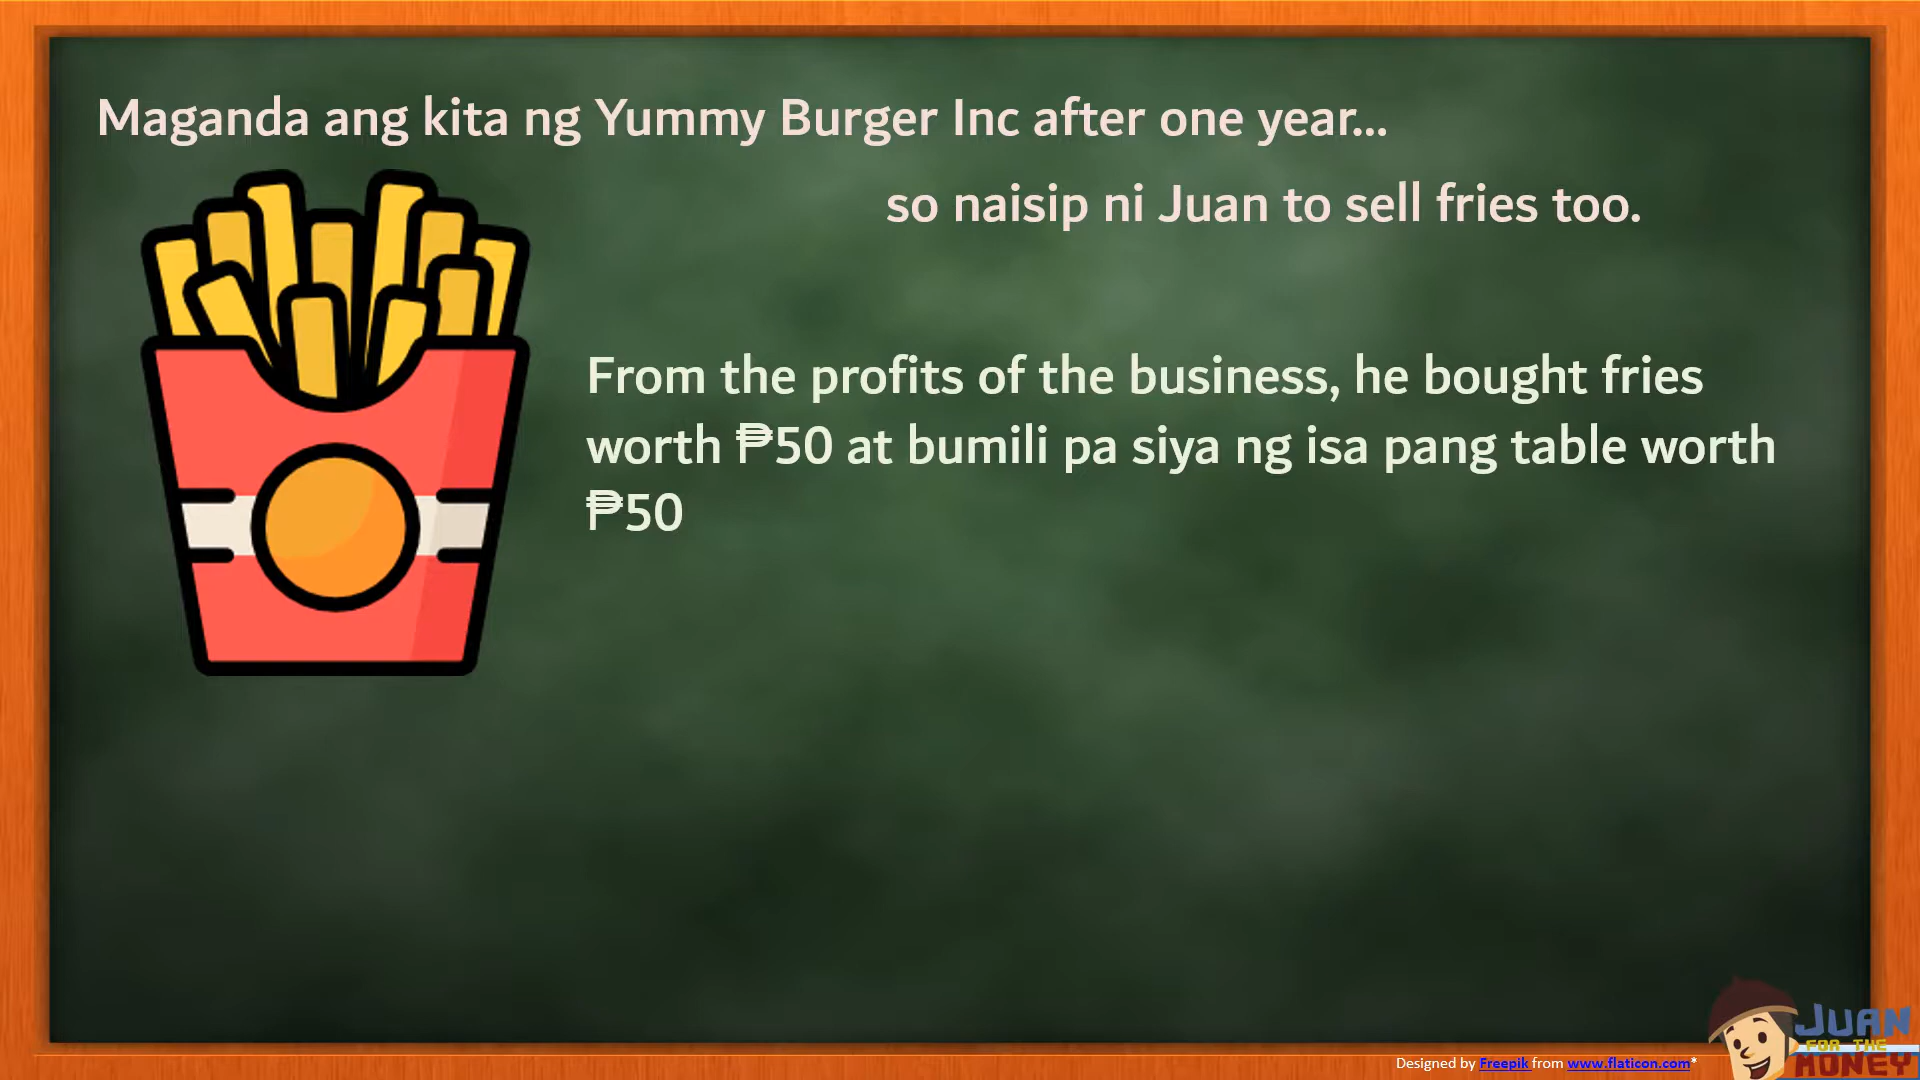 Maganda ang kita ng Yummy Burger Inc after one year...
so naisip ni Juan to sell fries too.
From the profits of the business, he bought fries
worth ₱50 at bumili pa siya ng isa pang table worth
₱50
Designed by Freepik from www.flaticon.com*
JUAN
FOR THE
MONEY